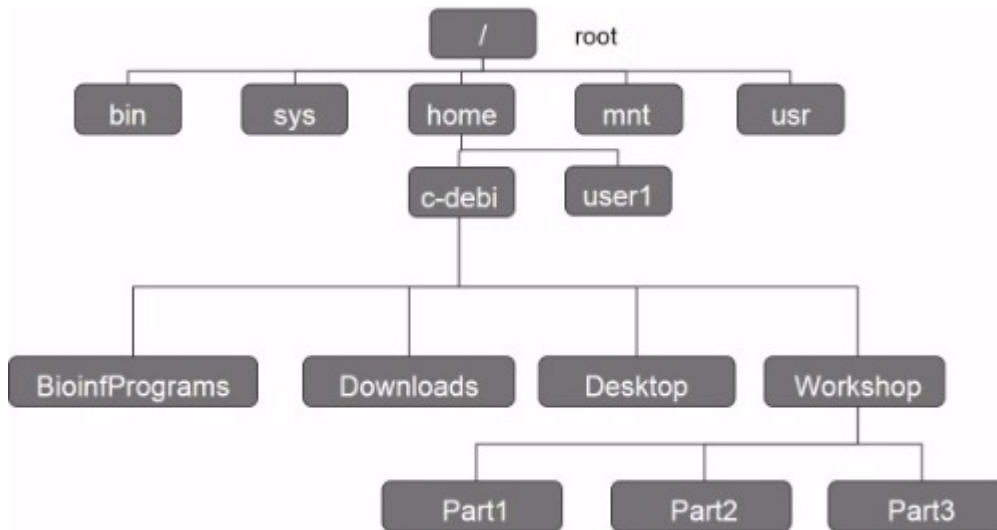 / root
bin sys home mnt usr
c-debi user1
BioinfPrograms Downloads Desktop Workshop
Part1 Part2 Part3